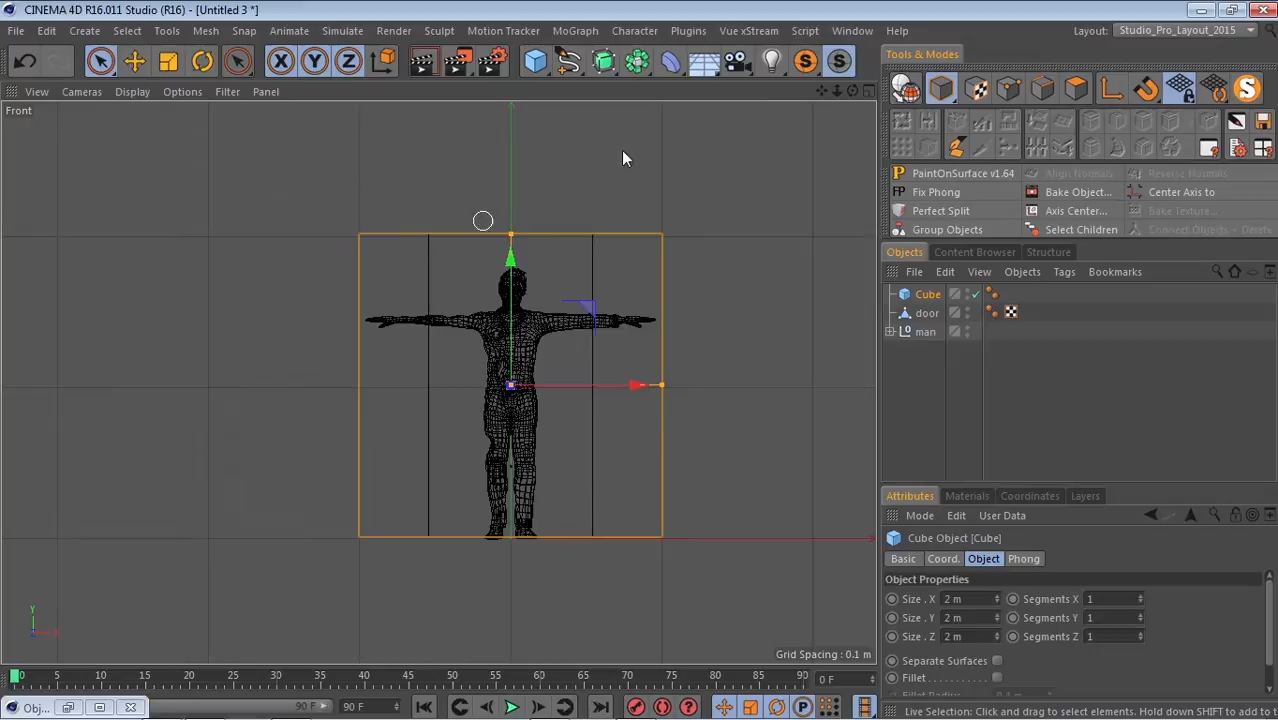 CINEMA 4D R16.011 Studio (R16) - [Untitled 3 *]
File Edit Create Select Tools Mesh Snap Animate Simulate Render Sculpt Motion Tracker MoGraph Character Plugins Vue xStream Script Window Help Layout: Studio_Pro_Layout_2015
Tools & Modes
X Y Z S S
S
View Cameras Display Options Filter Panel
Front
P PaintOnSurface v1.64 Align Normals Reverse Normals
FP Fix Phong Bake Object... Center Axis to
Perfect Split Axis Center... Bake Texture...
Group Objects Select Children Connect Objects + Delete
Objects Content Browser Structure
File Edit View Objects Tags Bookmarks
Cube
door
man
Attributes Materials Coordinates Layers
Mode Edit User Data
Cube Object [Cube]
Basic Coord. Object Phong
Object Properties
Size . X 2 m Segments X 1
Size . Y 2 m Segments Y 1
Size . Z 2 m Segments Z 1
Separate Surfaces
Fillet
Y
X
Grid Spacing : 0.1 m
0 5 10 15 20 25 30 35 40 45 50 55 60 65 70 75 80 85 90 0 F
Obj... 90 F 90 F P
Live Selection: Click and drag to select elements. Hold down SHIFT to add to t